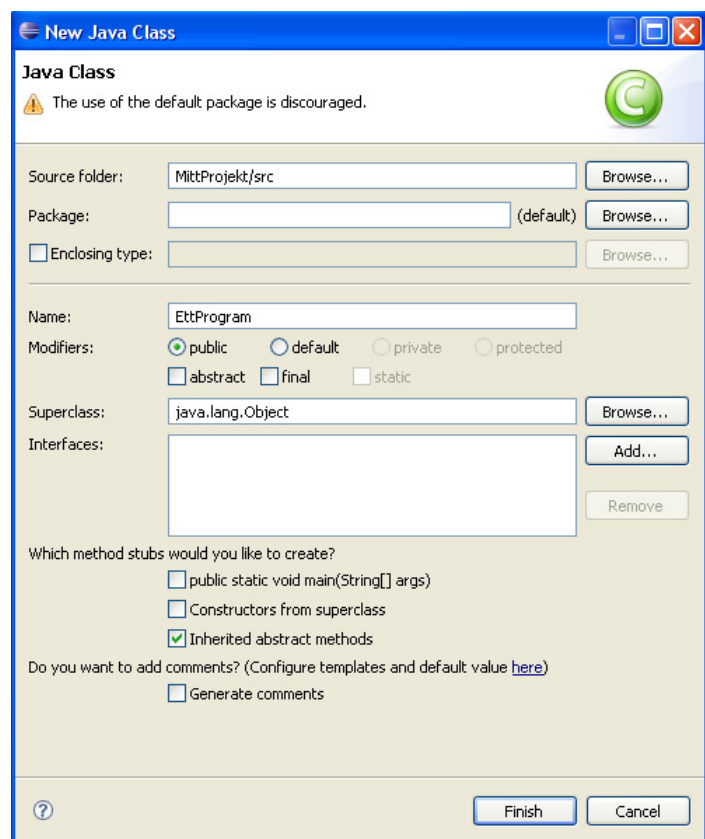 New Java Class
Java Class
The use of the default package is discouraged.
C
Source folder: MittProjekt/src Browse...
Package: (default) Browse...
Enclosing type: Browse...
Name: EttProgram
Modifiers: public default private protected
abstract final static
Superclass: java.lang.Object Browse...
Interfaces: Add...
Remove
Which method stubs would you like to create?
public static void main(String[] args)
Constructors from superclass
Inherited abstract methods
Do you want to add comments? (Configure templates and default value here)
Generate comments
? Finish Cancel